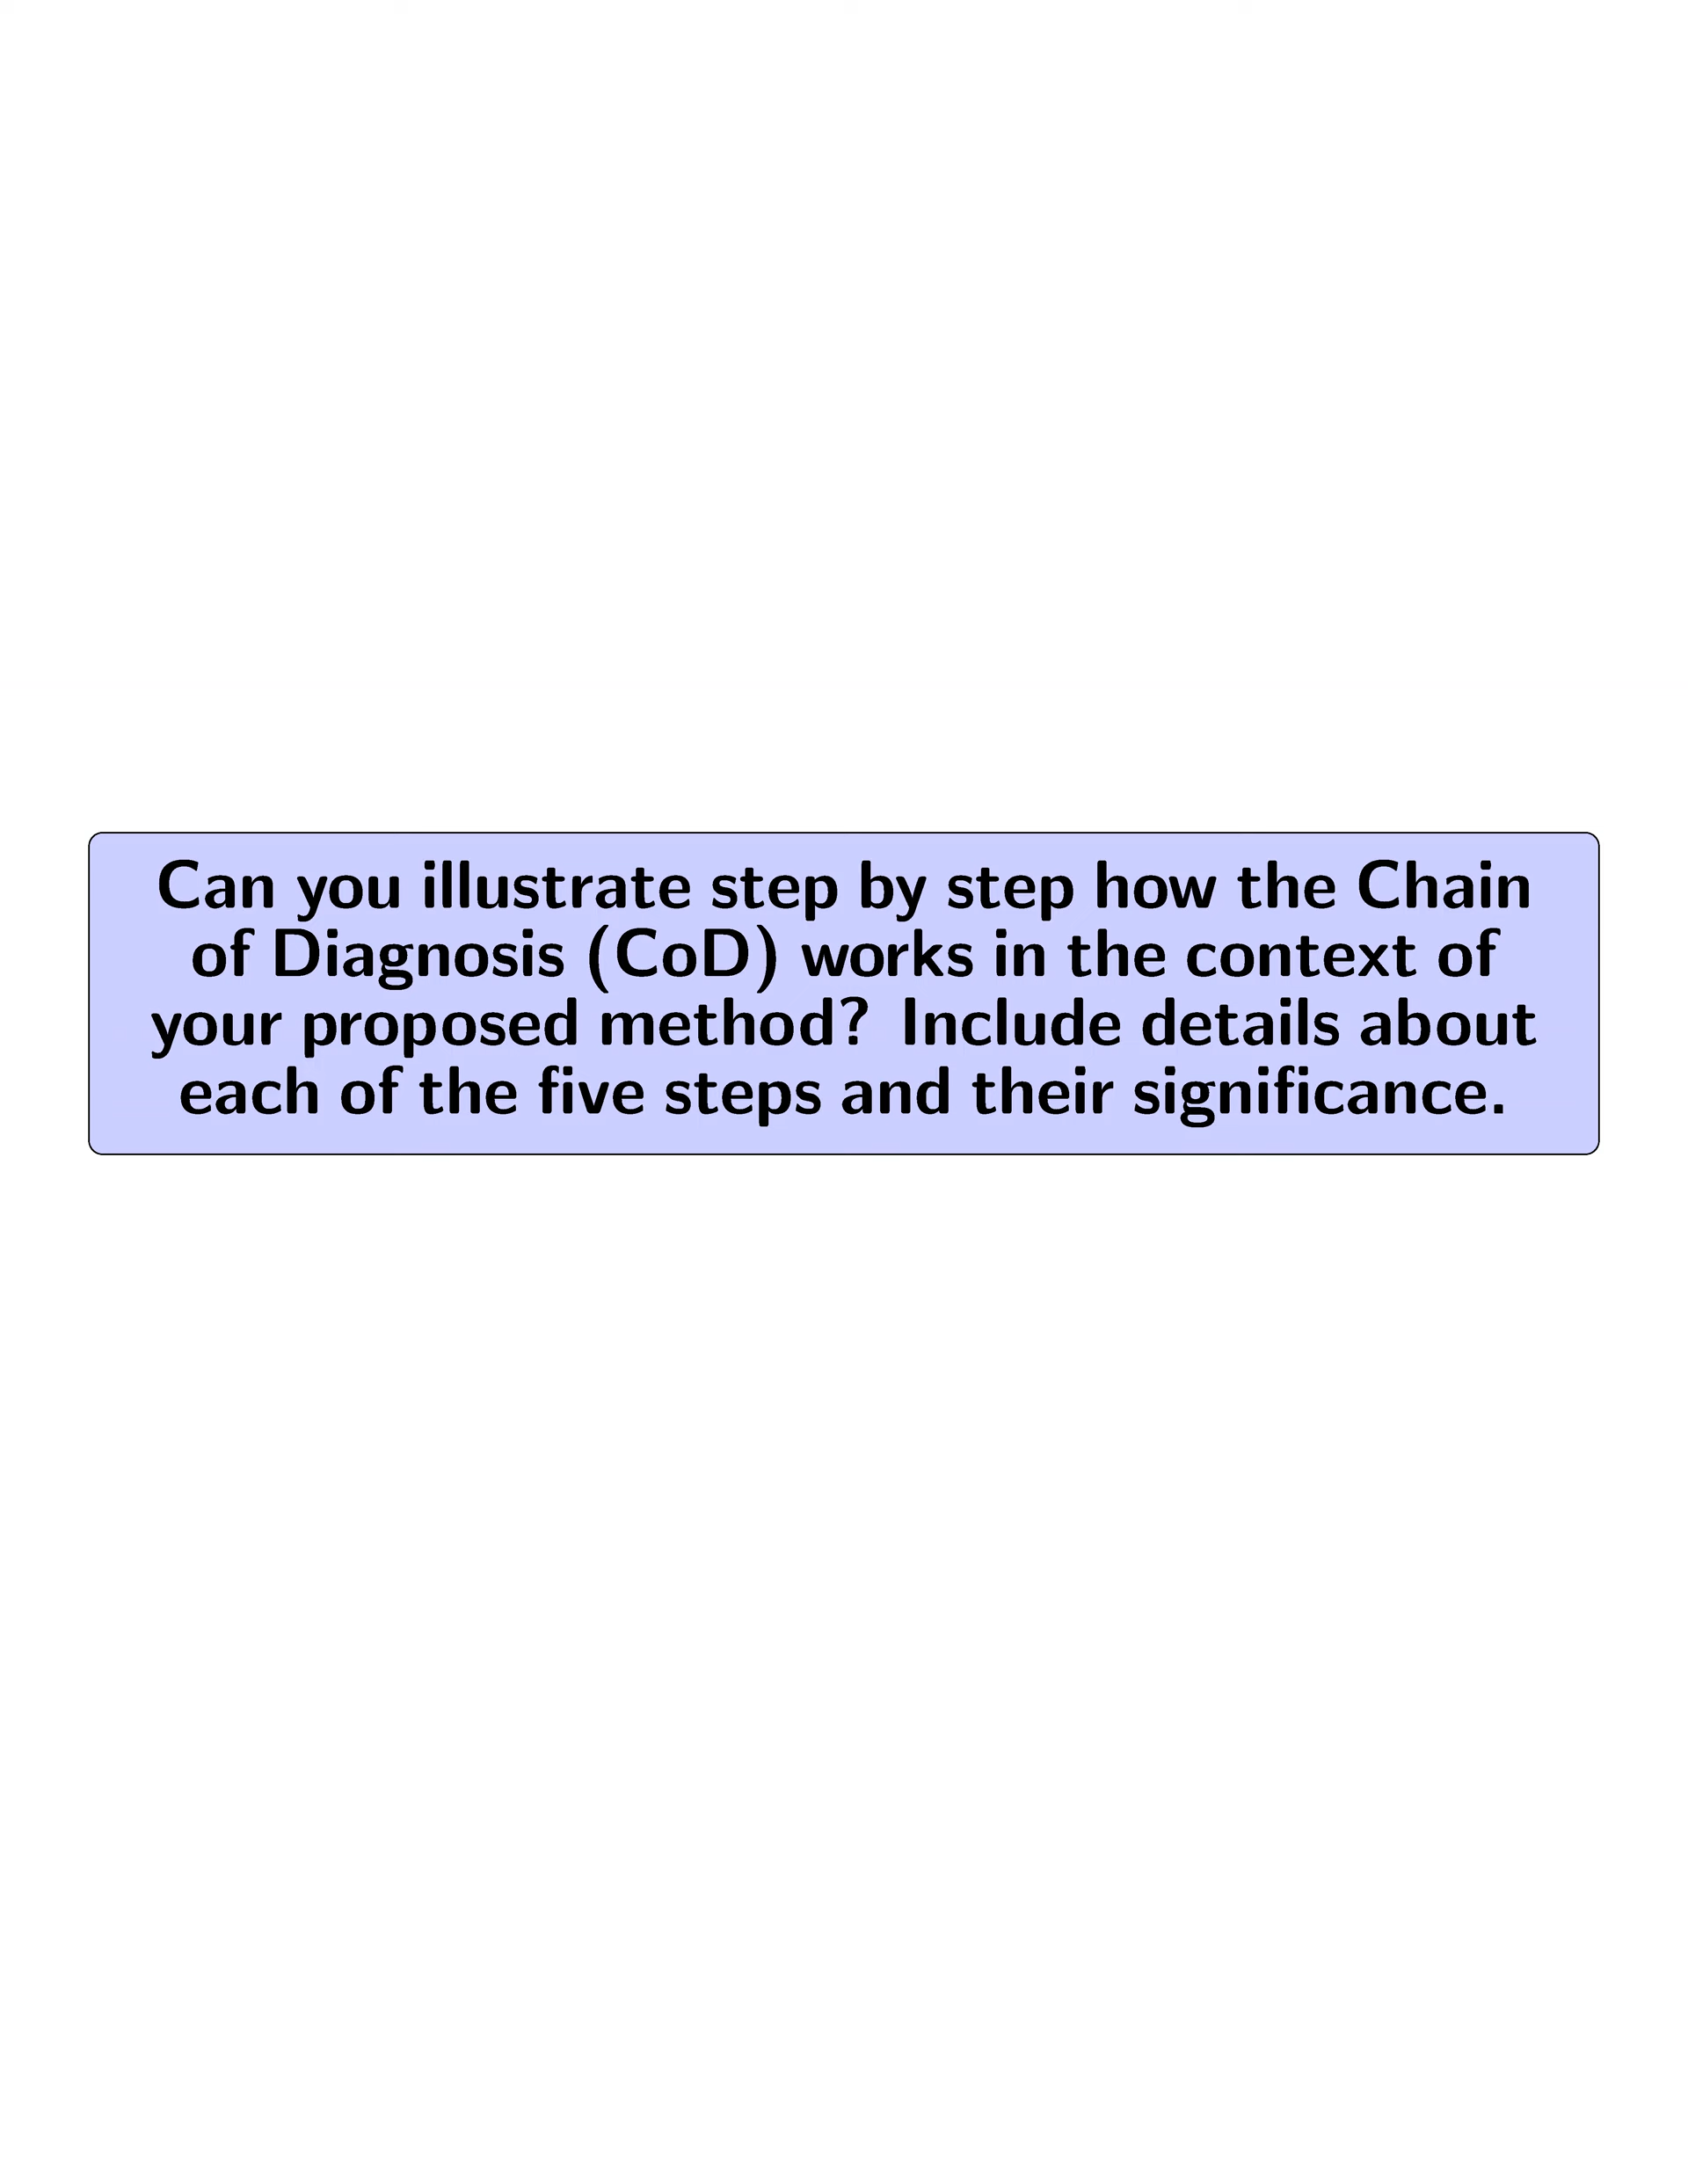 Can you illustrate step by step how the Chain
of Diagnosis (CoD) works in the context of
your proposed method? Include details about
each of the five steps and their significance.